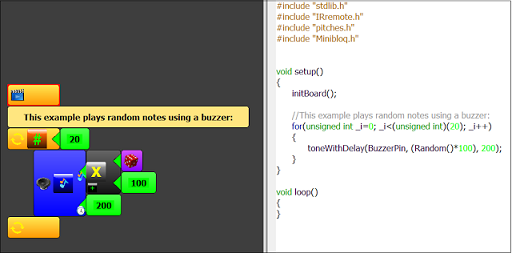 This example plays random notes using a buzzer:
# 20
X
+
100
200
#include "stdlib.h"
#include "IRremote.h"
#include "pitches.h"
#include "Minibloq.h"
void setup()
{
initBoard();
//This example plays random notes using a buzzer:
for(unsigned int _i=0; _i<(unsigned int)(20); _i++)
{
toneWithDelay(BuzzerPin, (Random()*100), 200);
}
}
void loop()
{
}